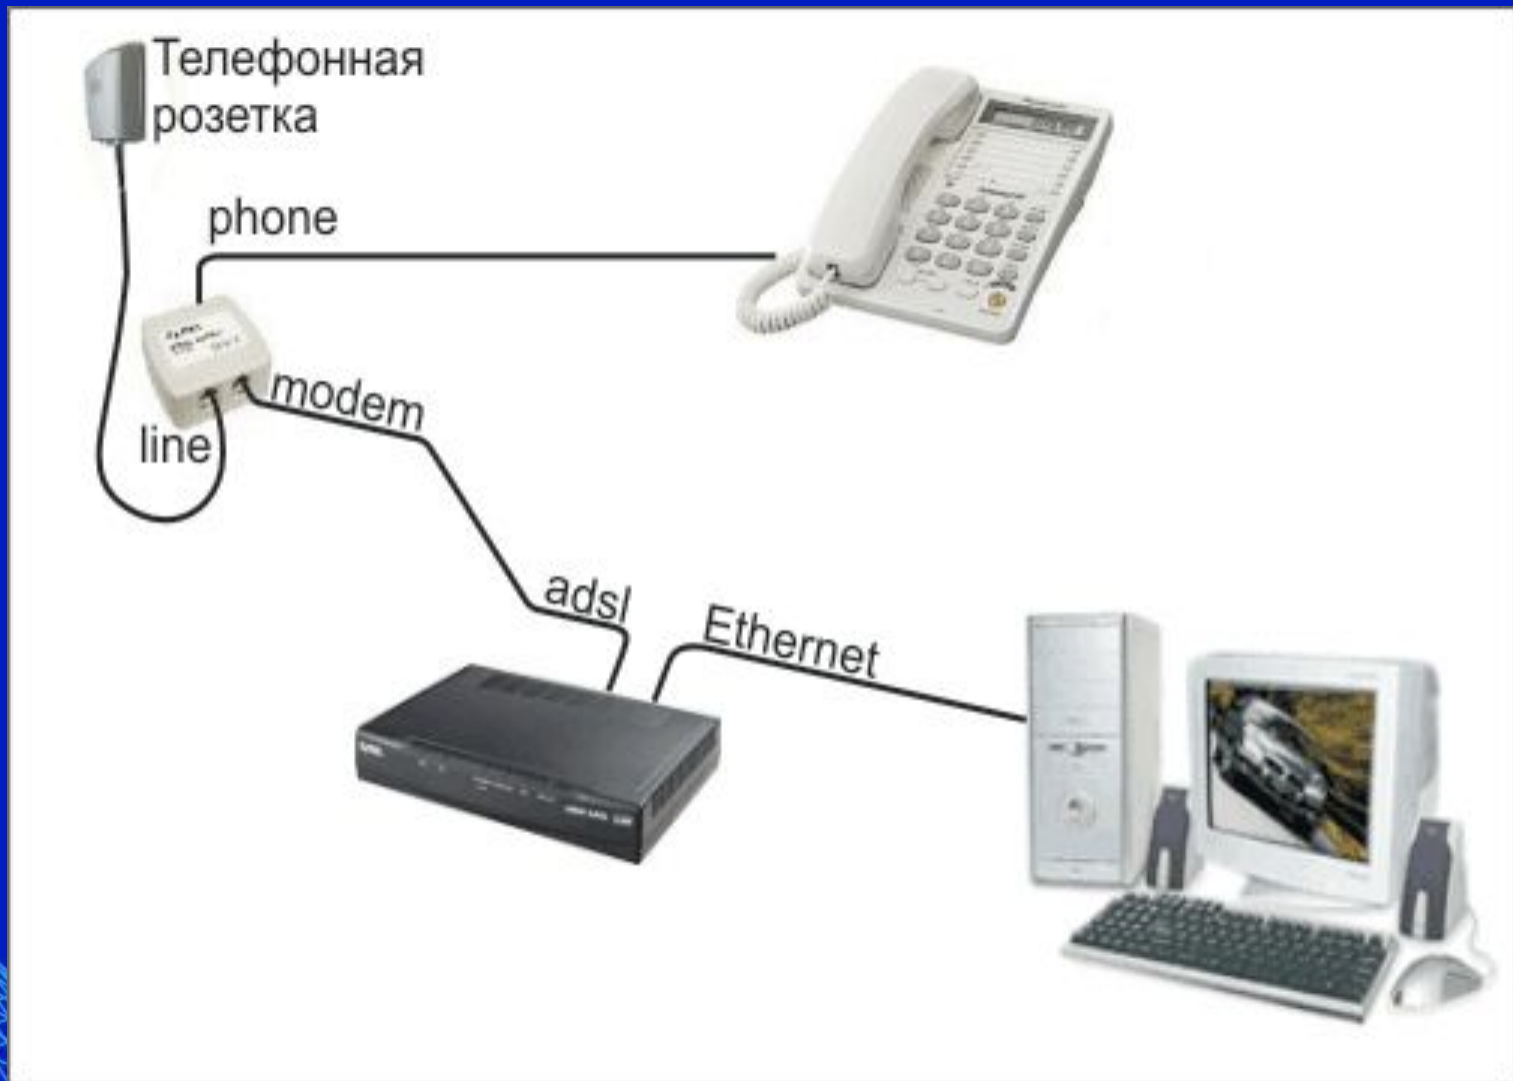 Телефонная
розетка
phone
modem
line
adsl
Ethernet